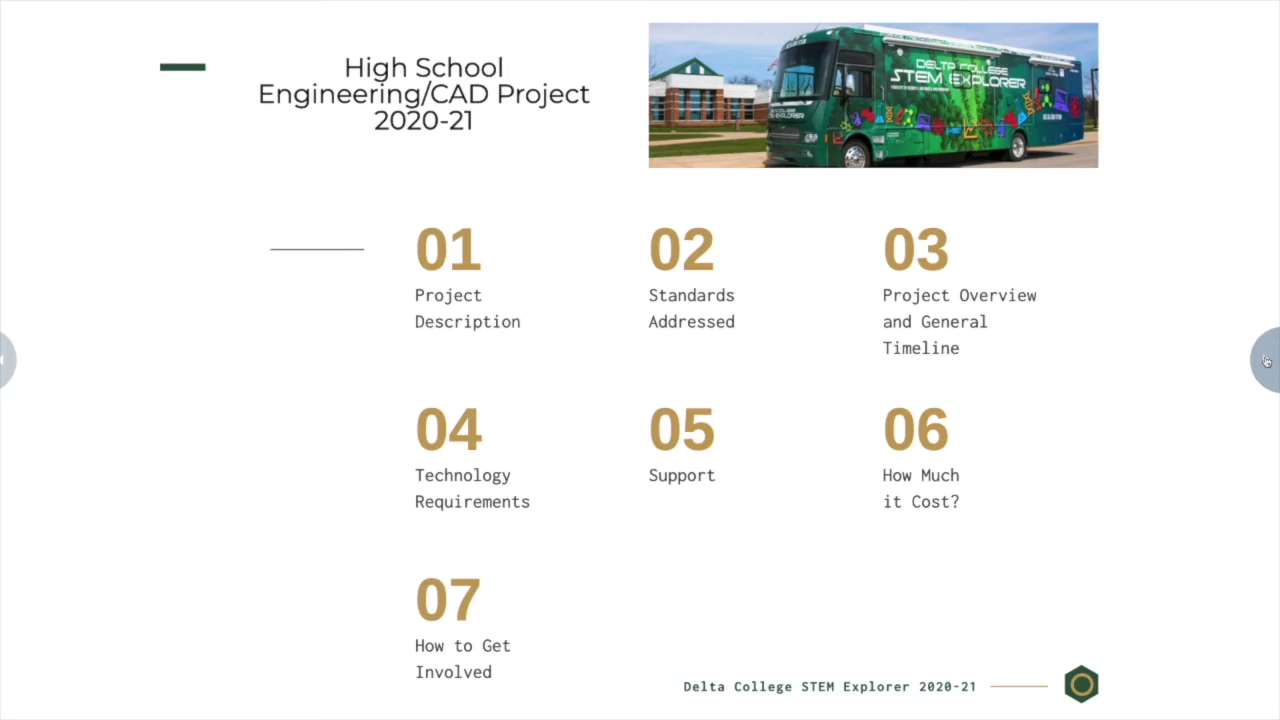 High School
Engineering/CAD Project
2020-21
DELTA COLLEGE
STEM EXPLORER
01
Project
Description
02
Standards
Addressed
03
Project Overview
and General
Timeline
04
Technology
Requirements
05
Support
06
How Much
it Cost?
07
How to Get
Involved
Delta College STEM Explorer 2020-21